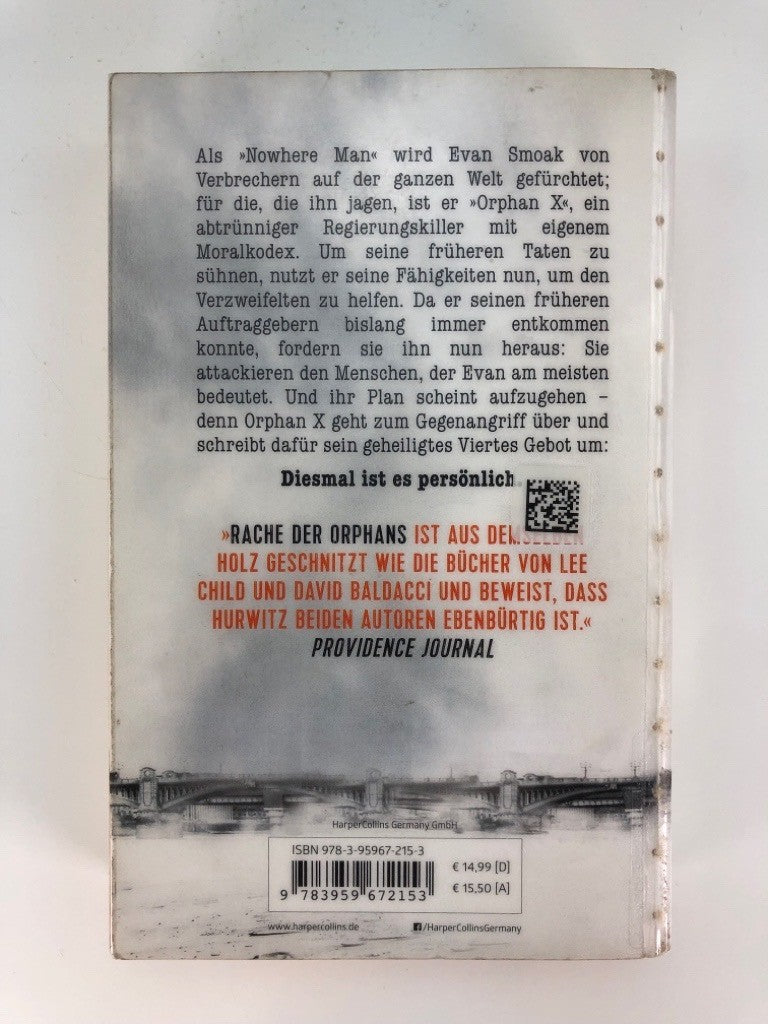 Als »Nowhere Man« wird Evan Smoak von
Verbrechern auf der ganzen Welt gefürchtet;
für die, die ihn jagen, ist er »Orphan X«, ein
abtrünniger Regierungskiller mit eigenem
Moralkodex. Um seine früheren Taten zu
sühnen, nutzt er seine Fähigkeiten nun, um den
Verzweifelten zu helfen. Da er seinen früheren
Auftraggebern bislang immer entkommen
konnte, fordern sie ihn nun heraus: Sie
attackieren den Menschen, der Evan am meisten
bedeutet. Und ihr Plan scheint aufzugehen –
denn Orphan X geht zum Gegenangriff über und
schreibt dafür sein geheiligtes Viertes Gebot um:
Diesmal ist es persönlich.
»RACHE DER ORPHANS IST AUS DEMSELBEN
HOLZ GESCHNITZT WIE DIE BÜCHER VON LEE
CHILD UND DAVID BALDACCI UND BEWEIST, DASS
HURWITZ BEIDEN AUTOREN EBENBÜRTIG IST.«
PROVIDENCE JOURNAL
HarperCollins Germany GmbH
ISBN 978-3-95967-215-3
€ 14,99 [D]
€ 15,50 [A]
9 783959 672153
www.harpercollins.de
/HarperCollinsGermany